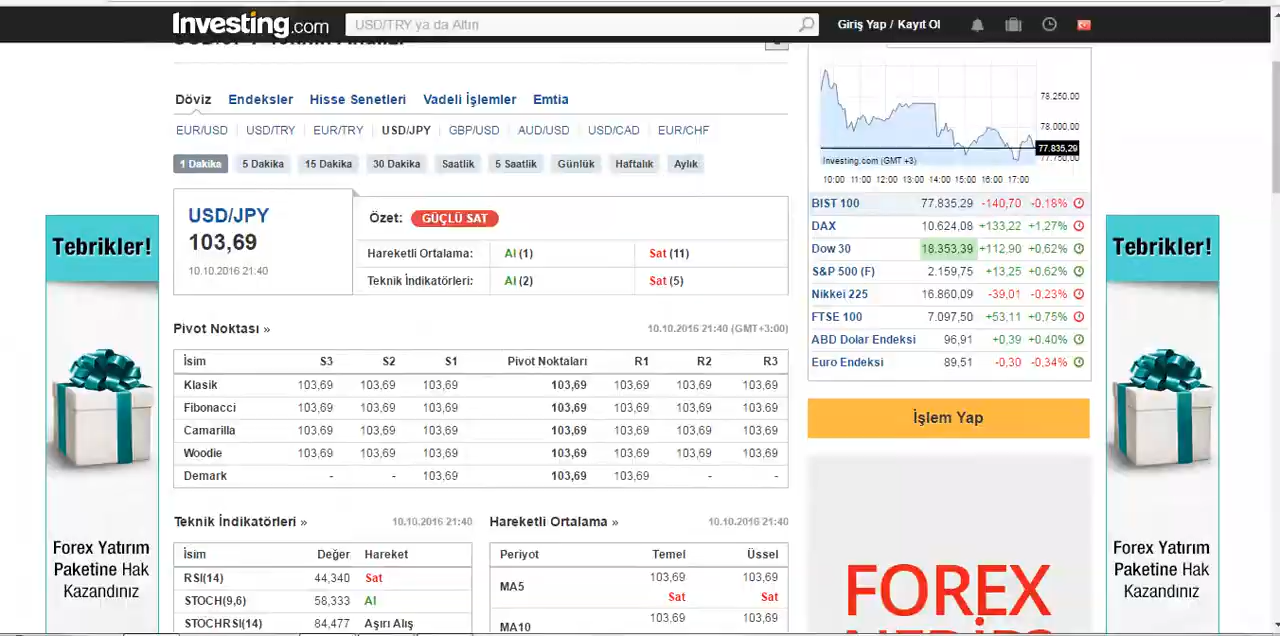 Investing.com
USD/TRY ya da Altın
Giriş Yap / Kayıt Ol
USD/JPY Teknik Analizi
Döviz Endeksler Hisse Senetleri Vadeli İşlemler Emtia
EUR/USD USD/TRY EUR/TRY USD/JPY GBP/USD AUD/USD USD/CAD EUR/CHF
1 Dakika 5 Dakika 15 Dakika 30 Dakika Saatlik 5 Saatlik Günlük Haftalık Aylık
USD/JPY
103,69
10.10.2016 21:40
Özet: GÜÇLÜ SAT
Hareketli Ortalama: Al (1) Sat (11)
Teknik İndikatörleri: Al (2) Sat (5)
Pivot Noktası » 10.10.2016 21:40 (GMT+3:00)
İsim S3 S2 S1 Pivot Noktaları R1 R2 R3
Klasik 103,69 103,69 103,69 103,69 103,69 103,69 103,69
Fibonacci 103,69 103,69 103,69 103,69 103,69 103,69 103,69
Camarilla 103,69 103,69 103,69 103,69 103,69 103,69 103,69
Woodie 103,69 103,69 103,69 103,69 103,69 103,69 103,69
Demark - - 103,69 103,69 103,69 - -
Teknik İndikatörleri » 10.10.2016 21:40
İsim Değer Hareket
RSI(14) 44,340 Sat
STOCH(9,6) 58,333 Al
STOCHRSI(14) 84,477 Aşırı Alış
Hareketli Ortalama » 10.10.2016 21:40
Periyot Temel Üssel
MA5 103,69 103,69
Sat Sat
MA10 103,69 103,69
78,250.00
78,000.00
77,835,29
77,750.00
Investing.com (GMT +3)
10:00 11:00 12:00 13:00 14:00 15:00 16:00 17:00
BIST 100 77.835,29 -140,70 -0,18%
DAX 10.624,08 +133,22 +1,27%
Dow 30 18.353,39 +112,90 +0,62%
S&P 500 (F) 2.159,75 +13,25 +0,62%
Nikkei 225 16.860,09 -39,01 -0,23%
FTSE 100 7.097,50 +53,11 +0,75%
ABD Dolar Endeksi 96,91 +0,39 +0,40%
Euro Endeksi 89,51 -0,30 -0,34%
İşlem Yap
FOREX
Tebrikler!
Forex Yatırım
Paketine Hak
Kazandınız
Tebrikler!
Forex Yatırım
Paketine Hak
Kazandınız